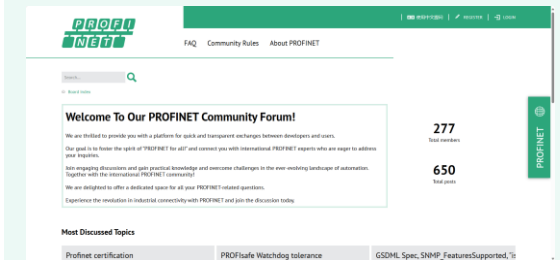 PROFI
NET
REGISTER
LOGIN
FAQ Community Rules About PROFINET
Search…
Board index
Welcome To Our PROFINET Community Forum!
We are thrilled to provide you with a platform for quick and transparent exchanges between developers and users.
Our goal is to foster the spirit of "PROFINET for all" and connect you with international PROFINET experts who are eager to address
your inquiries.
Join engaging discussions and gain practical knowledge and overcome challenges in the ever-evolving landscape of automation.
Together with the international PROFINET community!
We are delighted to offer a dedicated space for all your PROFINET-related questions.
Experience the revolution in industrial connectivity with PROFINET and join the discussion today.
277
Total members
650
Total posts
PROFINET
Most Discussed Topics
Profinet certification
PROFIsafe Watchdog tolerance
GSDML Spec, SNMP_FeaturesSupported, "is